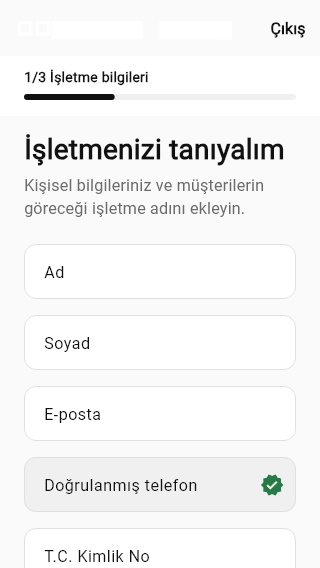 Çıkış
1/3 İşletme bilgileri
İşletmenizi tanıyalım
Kişisel bilgileriniz ve müşterilerin
göreceği işletme adını ekleyin.
Ad
Soyad
E-posta
Doğrulanmış telefon
T.C. Kimlik No